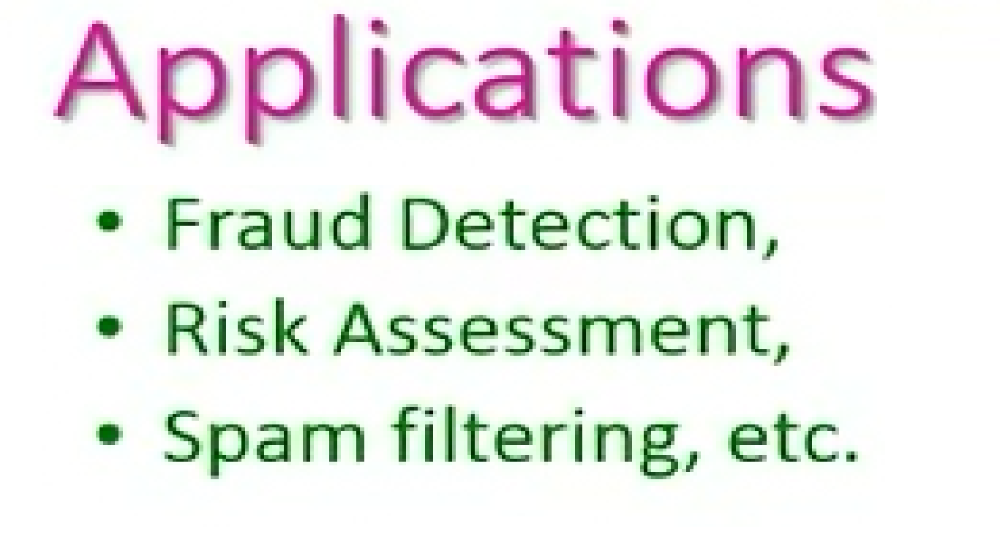 Applications
• Fraud Detection,
• Risk Assessment,
• Spam filtering, etc.